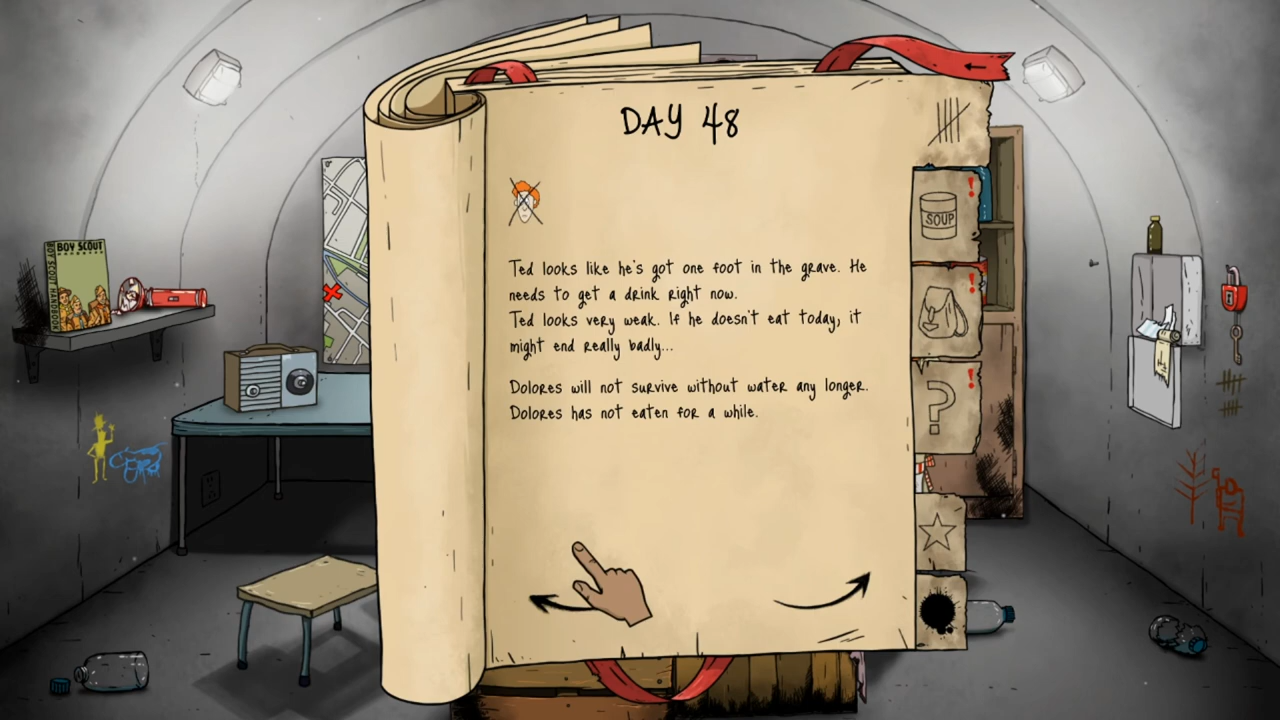 DAY 48
BOY SCOUT
BOY SCOUT HANDBOOK
SOUP
Ted looks like he's got one foot in the grave. He
needs to get a drink right now.
Ted looks very weak. If he doesn't eat today, it
might end really badly...
Dolores will not survive without water any longer.
Dolores has not eaten for a while.
?